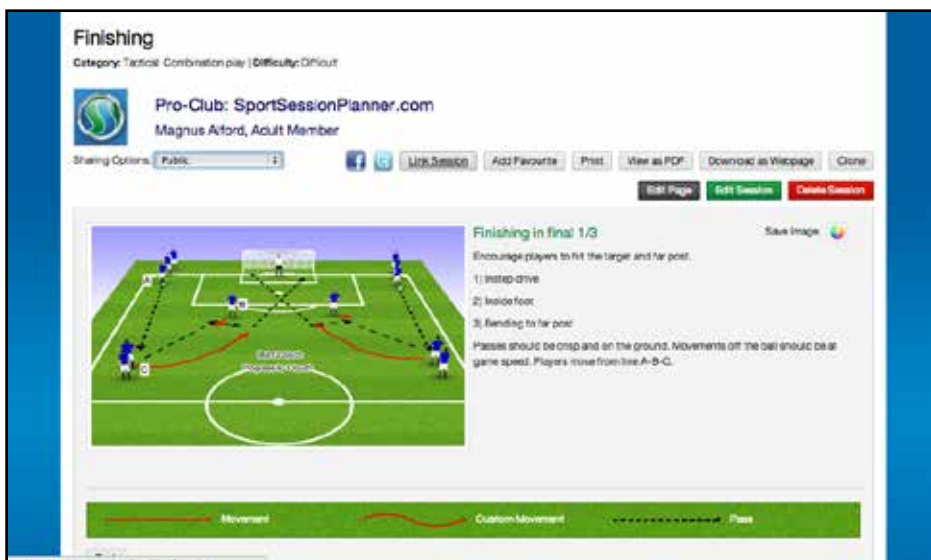 Finishing
Category: Tactical: Combination play | Difficulty: Difficult
Pro-Club: SportSessionPlanner.com
Magnus Alford, Adult Member
Sharing Options: Public
Link Session Add Favourite Print View as PDF Download as Webpage Clone
Edit Page Edit Session Delete Session
Finishing in final 1/3
Save Image:
Encourage players to hit the target and far post.
1) Instep drive
2) Inside foot
3) Bending to far post
Passes should be crisp and on the ground. Movements off the ball should be at
game speed. Players move from line A-B-C.
A
B
C
Movement Custom Movement Pass